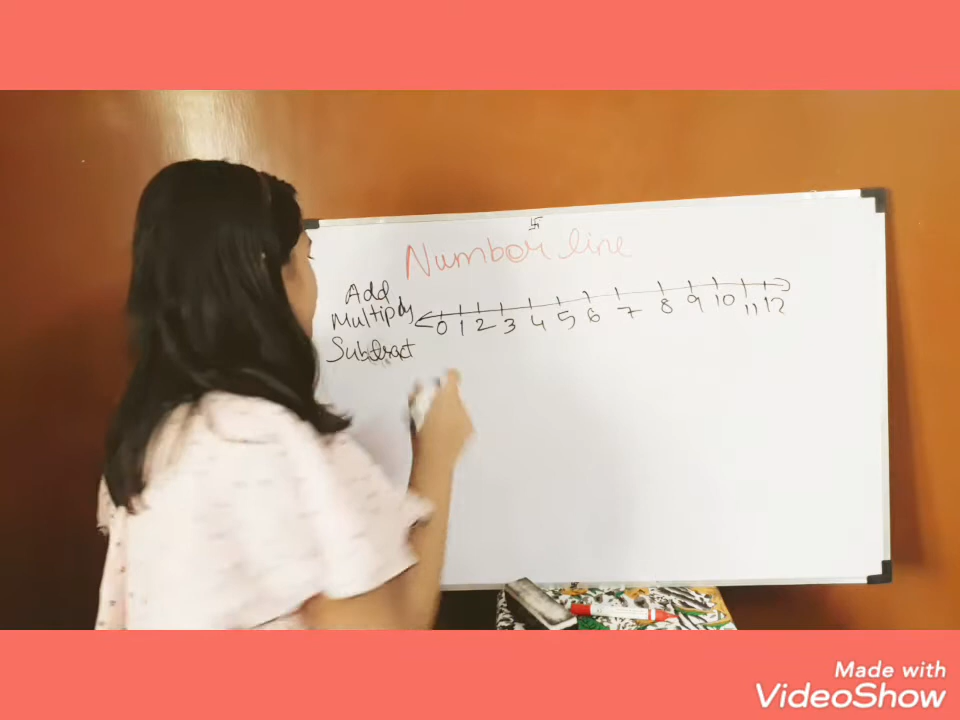 卐
Number line
Add
Multiply
Subtract
0 1 2 3 4 5 6 7 8 9 10 11 12
Made with
VideoShow